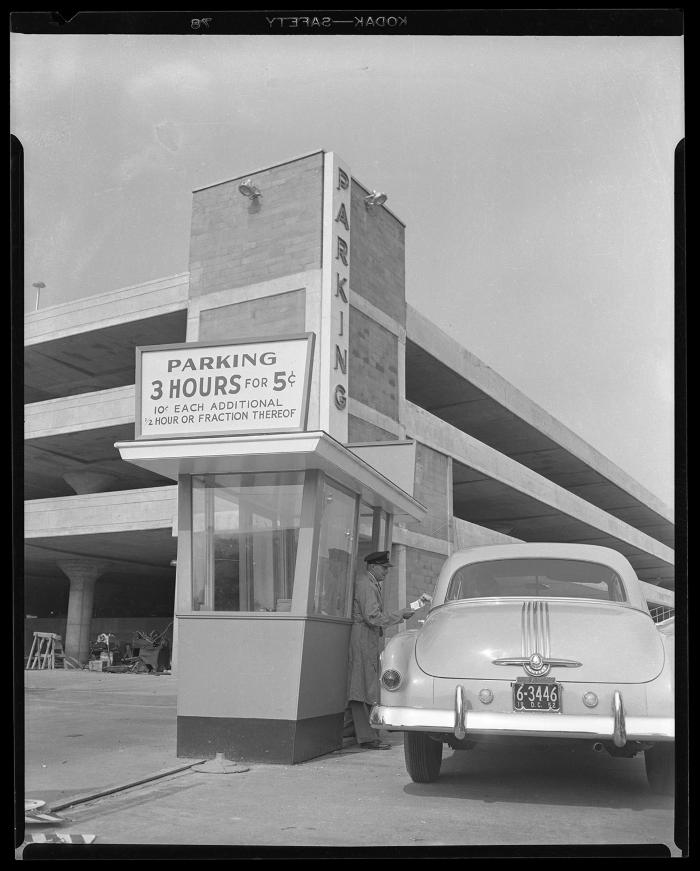 KODAK—SAFETY 78
PARKING
PARKING
3 HOURS FOR 5¢
10¢ EACH ADDITIONAL
½ HOUR OR FRACTION THEREOF
6-3446
D.C. 52